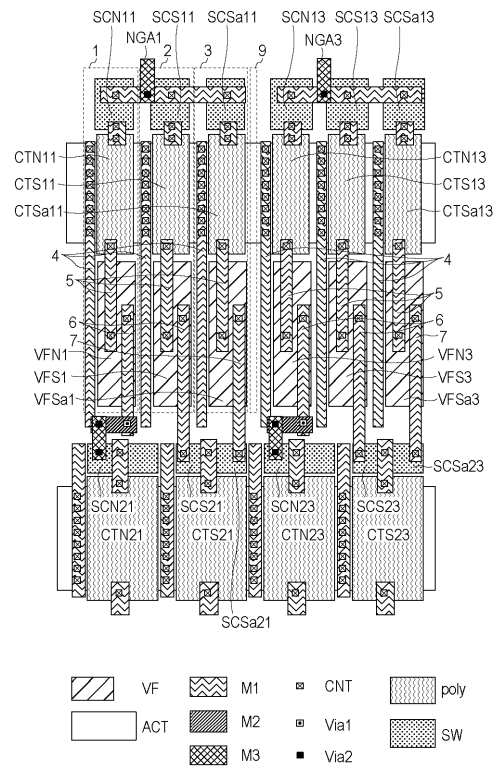 SCN11 SCS11 SCSa11 SCN13 SCS13 SCSa13
NGA1 NGA3
1 2 3 9
CTN11 CTN13
CTS11 CTS13
CTSa11 CTSa13
4 4
5 5
6 6
7 7
VFN1 VFN3
VFS1 VFS3
VFSa1 VFSa3
SCSa23
SCN21 SCS21 SCN23 SCS23
CTN21 CTS21 CTN23 CTS23
SCSa21
VF M1 CNT poly
ACT M2 Via1 SW
M3 Via2